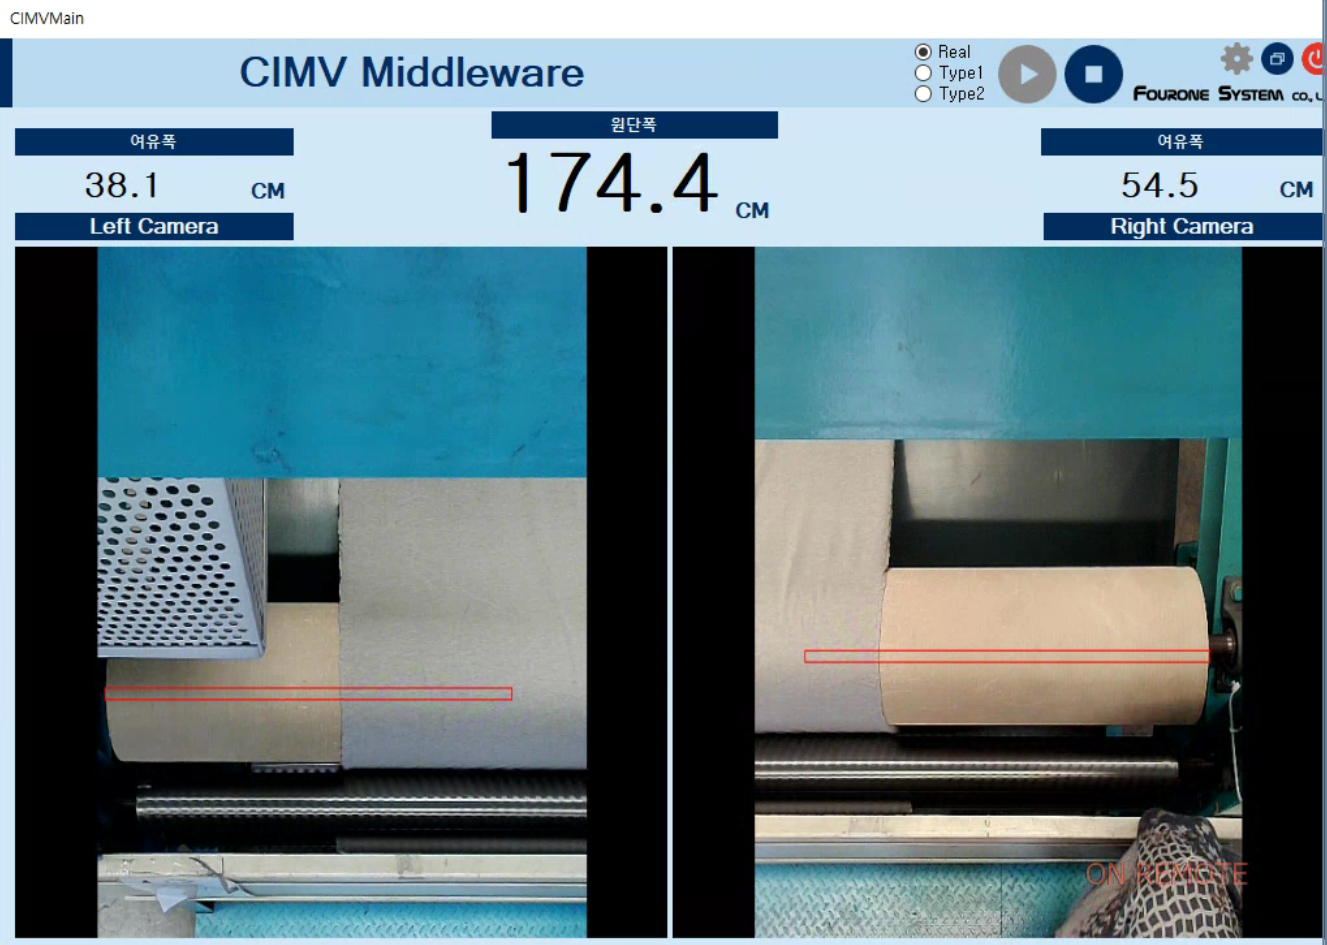 CIMVMain
CIMV Middleware
Real
Type1
Type2
FOURONE SYSTEM CO., L
여유폭
38.1 CM
Left Camera
원단폭
174.4 CM
여유폭
54.5 CM
Right Camera
ON REMOTE